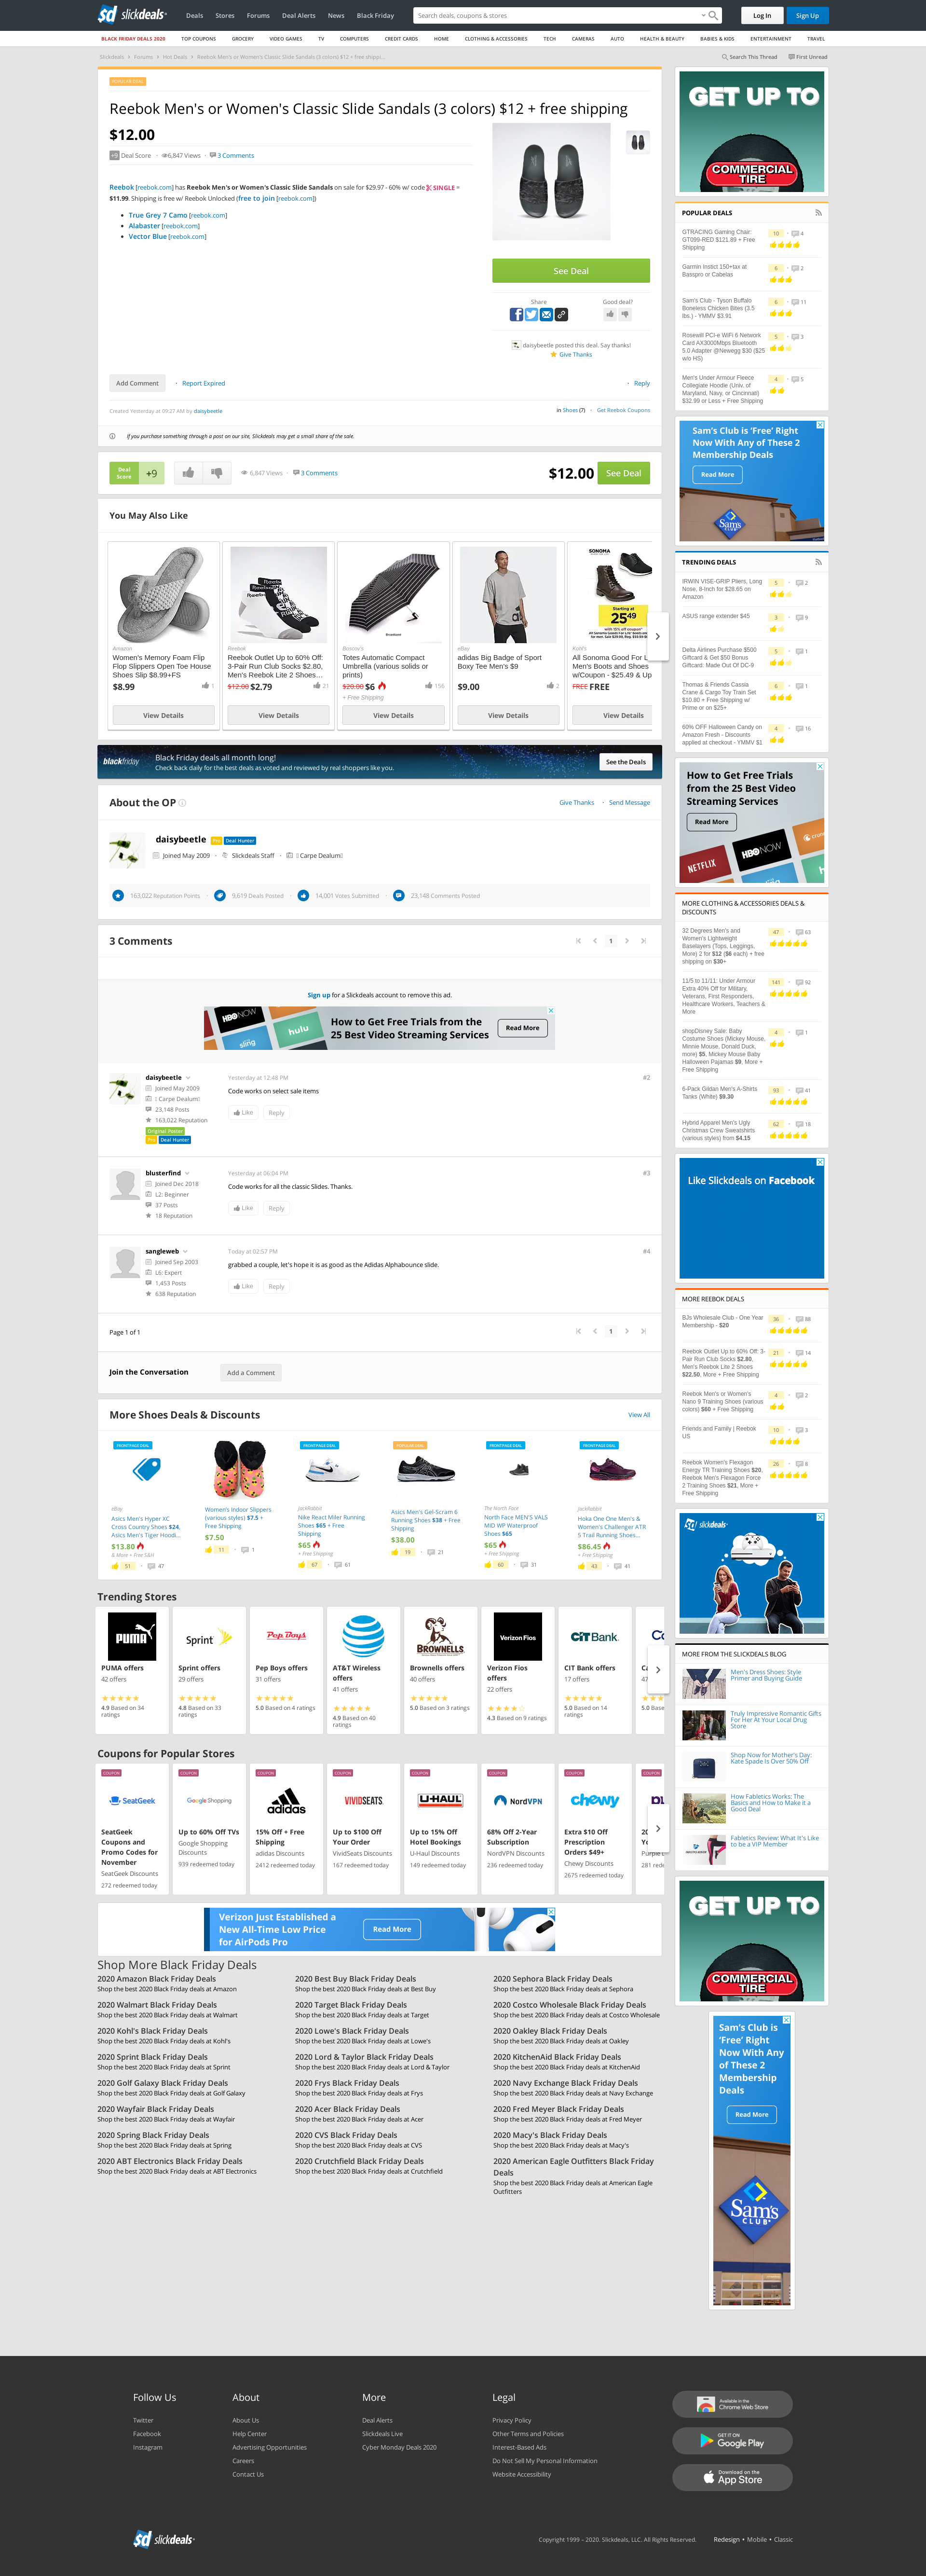 slickdeals
Deals
Stores
Forums
Deal Alerts
News
Black Friday
Search deals, coupons & stores
Log In
Sign Up
BLACK FRIDAY DEALS 2020
TOP COUPONS
GROCERY
VIDEO GAMES
TV
COMPUTERS
CREDIT CARDS
HOME
CLOTHING & ACCESSORIES
TECH
CAMERAS
AUTO
HEALTH & BEAUTY
BABIES & KIDS
ENTERTAINMENT
TRAVEL
Slickdeals > Forums > Hot Deals > Reebok Men's or Women's Classic Slide Sandals (3 colors) $12 + free shippi...
Search This Thread
First Unread
POPULAR DEAL
Reebok Men's or Women's Classic Slide Sandals (3 colors) $12 + free shipping
$12.00
+9 Deal Score
6,847 Views
3 Comments
Reebok [reebok.com] has Reebok Men's or Women's Classic Slide Sandals on sale for $29.97 - 60% w/ code SINGLE =
$11.99. Shipping is free w/ Reebok Unlocked (free to join [reebok.com])
True Grey 7 Camo [reebok.com]
Alabaster [reebok.com]
Vector Blue [reebok.com]
See Deal
Share
Good deal?
daisybeetle posted this deal. Say thanks!
Give Thanks
Add Comment
Report Expired
Reply
Created Yesterday at 09:27 AM by daisybeetle
in Shoes (7)
Get Reebok Coupons
If you purchase something through a post on our site, Slickdeals may get a small share of the sale.
Deal
Score
+9
6,847 Views
3 Comments
$12.00
See Deal
You May Also Like
Amazon
Women's Memory Foam Flip
Flop Slippers Open Toe House
Shoes Slip $8.99+FS
$8.99
1
View Details
Reebok
Reebok Outlet Up to 60% Off:
3-Pair Run Club Socks $2.80,
Men's Reebok Lite 2 Shoes...
$12.00 $2.79
21
View Details
Boscov's
Totes Automatic Compact
Umbrella (various solids or
prints)
$20.00 $6
156
+ Free Shipping
View Details
eBay
adidas Big Badge of Sport
Boxy Tee Men's $9
$9.00
2
View Details
SONOMA
Starting at
25.49
Kohl's
All Sonoma Good For L
Men's Boots and Shoes
w/Coupon - $25.49 & Up
FREE FREE
View Details
blackfriday
Black Friday deals all month long!
Check back daily for the best deals as voted and reviewed by real shoppers like you.
See the Deals
About the OP
Give Thanks
Send Message
daisybeetle
Pro
Deal Hunter
Joined May 2009
Slickdeals Staff
Carpe Dealum
163,022 Reputation Points
9,619 Deals Posted
14,001 Votes Submitted
23,148 Comments Posted
3 Comments
1
Sign up for a Slickdeals account to remove this ad.
HBO NOW
sling
hulu
How to Get Free Trials from the
25 Best Video Streaming Services
Read More
daisybeetle
Joined May 2009
Carpe Dealum
23,148 Posts
163,022 Reputation
Original Poster
Pro
Deal Hunter
Yesterday at 12:48 PM
#2
Code works on select sale items
Like
Reply
blusterfind
Joined Dec 2018
L2: Beginner
37 Posts
18 Reputation
Yesterday at 06:04 PM
#3
Code works for all the classic Slides. Thanks.
Like
Reply
sangleweb
Joined Sep 2003
L6: Expert
1,453 Posts
638 Reputation
Today at 02:57 PM
#4
grabbed a couple, let's hope it is as good as the Adidas Alphabounce slide.
Like
Reply
Page 1 of 1
1
Join the Conversation
Add a Comment
More Shoes Deals & Discounts
View All
FRONTPAGE DEAL
eBay
Asics Men's Hyper XC
Cross Country Shoes $24,
Asics Men's Tiger Hoodi...
$13.80
& More + Free S&H
51
47
Women's Indoor Slippers
(various styles) $7.5 +
Free Shipping
$7.50
11
1
FRONTPAGE DEAL
JackRabbit
Nike React Miler Running
Shoes $65 + Free
Shipping
$65
+ Free Shipping
67
61
POPULAR DEAL
Asics Men's Gel-Scram 6
Running Shoes $38 + Free
Shipping
$38.00
19
21
FRONTPAGE DEAL
The North Face
North Face MEN'S VALS
MID WP Waterproof
Shoes $65
$65
+ Free Shipping
60
31
FRONTPAGE DEAL
JackRabbit
Hoka One One Men's &
Women's Challenger ATR
5 Trail Running Shoes...
$86.45
+ Free Shipping
43
41
Trending Stores
PUMA
PUMA offers
42 offers
4.9 Based on 34
ratings
Sprint
Sprint offers
29 offers
4.8 Based on 33
ratings
Pep Boys
Pep Boys offers
31 offers
5.0 Based on 4 ratings
AT&T Wireless
offers
41 offers
4.9 Based on 40
ratings
BROWNELLS
Brownells offers
40 offers
5.0 Based on 3 ratings
Verizon Fios
Verizon Fios
offers
22 offers
4.3 Based on 9 ratings
CIT Bank
CIT Bank offers
17 offers
5.0 Based on 14
ratings
Coupons for Popular Stores
COUPON
SeatGeek
SeatGeek
Coupons and
Promo Codes for
November
SeatGeek Discounts
272 redeemed today
COUPON
Google Shopping
Up to 60% Off TVs
Google Shopping
Discounts
939 redeemed today
COUPON
adidas
15% Off + Free
Shipping
adidas Discounts
2412 redeemed today
COUPON
VIVIDSEATS
Up to $100 Off
Your Order
VividSeats Discounts
167 redeemed today
COUPON
U-HAUL
Up to 15% Off
Hotel Bookings
U-Haul Discounts
149 redeemed today
COUPON
NordVPN
68% Off 2-Year
Subscription
NordVPN Discounts
236 redeemed today
COUPON
chewy
Extra $10 Off
Prescription
Orders $49+
Chewy Discounts
2675 redeemed today
COUPON
Verizon Just Established a
New All-Time Low Price
for AirPods Pro
Read More
Shop More Black Friday Deals
2020 Amazon Black Friday Deals
Shop the best 2020 Black Friday deals at Amazon
2020 Best Buy Black Friday Deals
Shop the best 2020 Black Friday deals at Best Buy
2020 Sephora Black Friday Deals
Shop the best 2020 Black Friday deals at Sephora
2020 Walmart Black Friday Deals
Shop the best 2020 Black Friday deals at Walmart
2020 Target Black Friday Deals
Shop the best 2020 Black Friday deals at Target
2020 Costco Wholesale Black Friday Deals
Shop the best 2020 Black Friday deals at Costco Wholesale
2020 Kohl's Black Friday Deals
Shop the best 2020 Black Friday deals at Kohl's
2020 Lowe's Black Friday Deals
Shop the best 2020 Black Friday deals at Lowe's
2020 Oakley Black Friday Deals
Shop the best 2020 Black Friday deals at Oakley
2020 Sprint Black Friday Deals
Shop the best 2020 Black Friday deals at Sprint
2020 Lord & Taylor Black Friday Deals
Shop the best 2020 Black Friday deals at Lord & Taylor
2020 KitchenAid Black Friday Deals
Shop the best 2020 Black Friday deals at KitchenAid
2020 Golf Galaxy Black Friday Deals
Shop the best 2020 Black Friday deals at Golf Galaxy
2020 Frys Black Friday Deals
Shop the best 2020 Black Friday deals at Frys
2020 Navy Exchange Black Friday Deals
Shop the best 2020 Black Friday deals at Navy Exchange
2020 Wayfair Black Friday Deals
Shop the best 2020 Black Friday deals at Wayfair
2020 Acer Black Friday Deals
Shop the best 2020 Black Friday deals at Acer
2020 Fred Meyer Black Friday Deals
Shop the best 2020 Black Friday deals at Fred Meyer
2020 Spring Black Friday Deals
Shop the best 2020 Black Friday deals at Spring
2020 CVS Black Friday Deals
Shop the best 2020 Black Friday deals at CVS
2020 Macy's Black Friday Deals
Shop the best 2020 Black Friday deals at Macy's
2020 ABT Electronics Black Friday Deals
Shop the best 2020 Black Friday deals at ABT Electronics
2020 Crutchfield Black Friday Deals
Shop the best 2020 Black Friday deals at Crutchfield
2020 American Eagle Outfitters Black Friday
Deals
Shop the best 2020 Black Friday deals at American Eagle
Outfitters
GET UP TO
COMMERCIAL
TIRE
POPULAR DEALS
GTRACING Gaming Chair:
GT099-RED $121.89 + Free
Shipping
10
4
Garmin Instict 150+tax at
Basspro or Cabelas
6
2
Sam's Club - Tyson Buffalo
Boneless Chicken Bites (3.5
lbs.) - YMMV $3.91
6
11
Rosewill PCI-e WiFi 6 Network
Card AX3000Mbps Bluetooth
5.0 Adapter @Newegg $30 ($25
w/o HS)
5
3
Men's Under Armour Fleece
Collegiate Hoodie (Univ. of
Maryland, Navy, or Cincinnati)
$32.99 or Less + Free Shipping
4
5
Sam's Club is 'Free' Right
Now With Any of These 2
Membership Deals
Read More
Sam's
CLUB
TRENDING DEALS
IRWIN VISE-GRIP Pliers, Long
Nose, 6-Inch for $28.65 on
Amazon
5
2
ASUS range extender $45
3
9
Delta Airlines Purchase $500
Giftcard & Get $50 Bonus
Giftcard: Made Out Of DC-9
5
1
Thomas & Friends Cassia
Crane & Cargo Toy Train Set
$10.80 + Free Shipping w/
Prime or on $25+
6
1
60% OFF Halloween Candy on
Amazon Fresh - Discounts
applied at checkout - YMMV $1
4
16
How to Get Free Trials
from the 25 Best Video
Streaming Services
Read More
NETFLIX
HBO NOW
hulu
MORE CLOTHING & ACCESSORIES DEALS &
DISCOUNTS
32 Degrees Men's and
Women's Lightweight
Baselayers (Tops, Leggings,
More) 2 for $12 ($6 each) + free
shipping on $30+
47
63
11/5 to 11/11: Under Armour
Extra 40% Off for Military,
Veterans, First Responders,
Healthcare Workers, Teachers &
More
141
92
shopDisney Sale: Baby
Costume Shoes (Mickey Mouse,
Minnie Mouse, Donald Duck,
more) $5, Mickey Mouse Baby
Halloween Pajamas $9, More +
Free Shipping
4
1
6-Pack Gildan Men's A-Shirts
Tanks (White) $9.30
93
41
Hybrid Apparel Men's Ugly
Christmas Crew Sweatshirts
(various styles) from $4.15
62
18
Like Slickdeals on Facebook
MORE REEBOK DEALS
BJs Wholesale Club - One Year
Membership - $20
36
88
Reebok Outlet Up to 60% Off: 3-
Pair Run Club Socks $2.80,
Men's Reebok Lite 2 Shoes
$22.50, More + Free Shipping
21
14
Reebok Men's or Women's
Nano 9 Training Shoes (various
colors) $60 + Free Shipping
4
2
Friends and Family | Reebok
US
10
3
Reebok Women's Flexagon
Energy TR Training Shoes $20,
Reebok Men's Flexagon Force
2 Training Shoes $21, More +
Free Shipping
26
8
slickdeals
MORE FROM THE SLICKDEALS BLOG
Men's Dress Shoes: Style
Primer and Buying Guide
Truly Impressive Romantic Gifts
For Her At Your Local Drug
Store
Shop Now for Mother's Day:
Kate Spade Is Over 50% Off
How Fabletics Works: The
Basics and How to Make it a
Good Deal
Fabletics Review: What It's Like
to be a VIP Member
GET UP TO
COMMERCIAL
TIRE
Sam's Club is
'Free' Right
Now With Any
of These 2
Membership
Deals
Read More
Sam's
CLUB
Follow Us
Twitter
Facebook
Instagram
About
About Us
Help Center
Advertising Opportunities
Careers
Contact Us
More
Deal Alerts
Slickdeals Live
Cyber Monday Deals 2020
Legal
Privacy Policy
Other Terms and Policies
Interest-Based Ads
Do Not Sell My Personal Information
Website Accessibility
Available in the
Chrome Web Store
GET IT ON
Google Play
Download on the
App Store
slickdeals
Copyright 1999 – 2020. Slickdeals, LLC. All Rights Reserved.
Redesign • Mobile • Classic